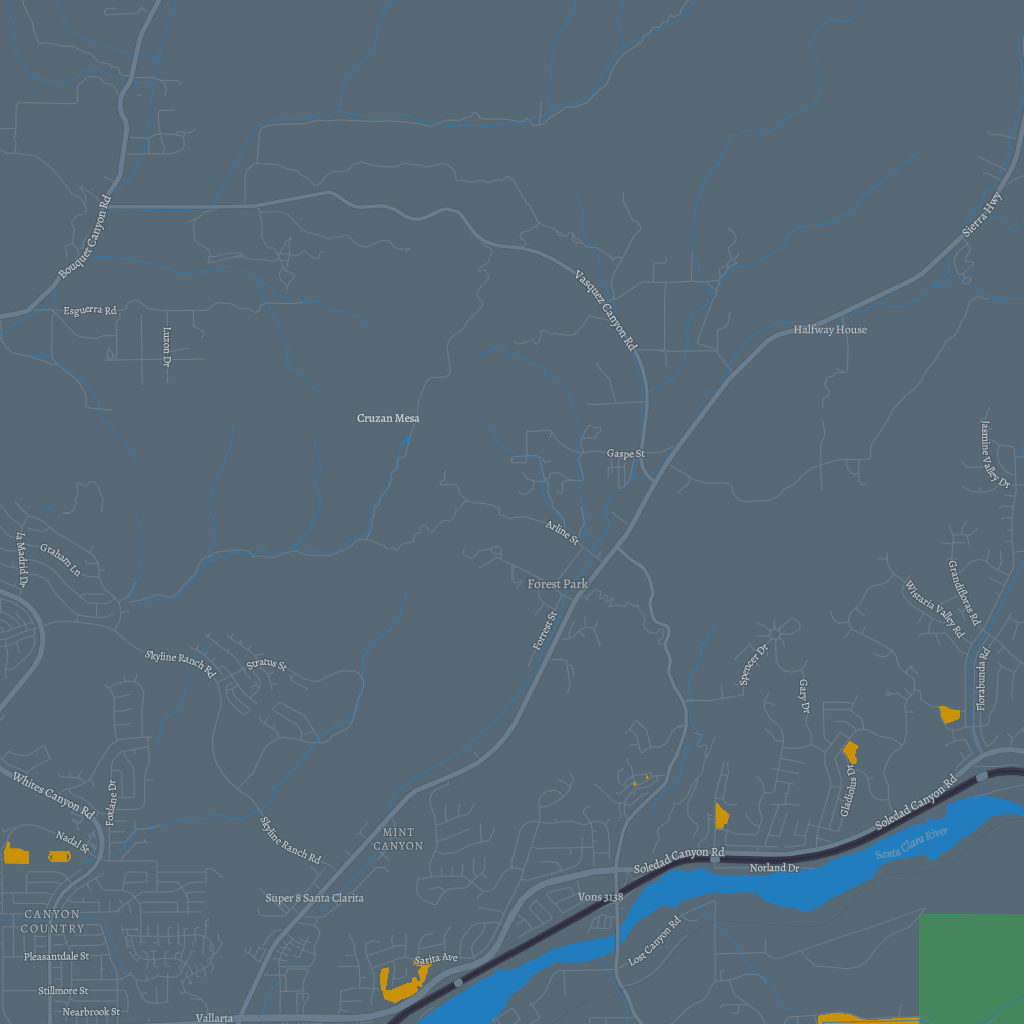 Bouquet Canyon Rd
Sierra Hwy
Vasquez Canyon Rd
Esguerra Rd
Luzon Dr
Halfway House
Cruzan Mesa
Gaspe St
Jasmine Valley Dr
Arline St
la Madrid Dr
Graham Ln
Forest Park
Grandifloras Rd
Wistaria Valley Rd
Forrest St
Skyline Ranch Rd
Stratus St
Spencer Dr
Gary Dr
Florabunda Rd
Whites Canyon Rd
Foxlane Dr
Gladiolus Dr
Soledad Canyon Rd
Nadal St
Skyline Ranch Rd
MINT
CANYON
Santa Clara River
Soledad Canyon Rd
Norland Dr
Super 8 Santa Clarita
Vons 3138
CANYON
COUNTRY
Lost Canyon Rd
Pleasantdale St
Sarita Ave
Stillmore St
Nearbrook St
Vallarta